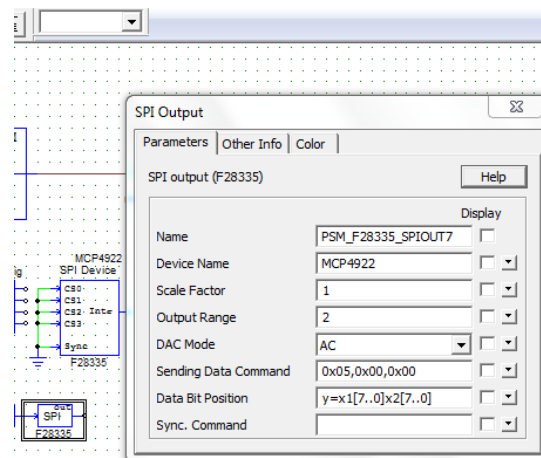 SPI Output
Parameters Other Info Color
SPI output (F28335) Help
Display
Name PSM_F28335_SPIOUT7
Device Name MCP4922
Scale Factor 1
Output Range 2
DAC Mode AC
Sending Data Command 0x05,0x00,0x00
Data Bit Position y=x1[7..0]x2[7..0]
Sync. Command
MCP4922
SPI Device
CS0
CS1
CS2 Inte
CS3
Sync
F28335
out
SPI
F28335